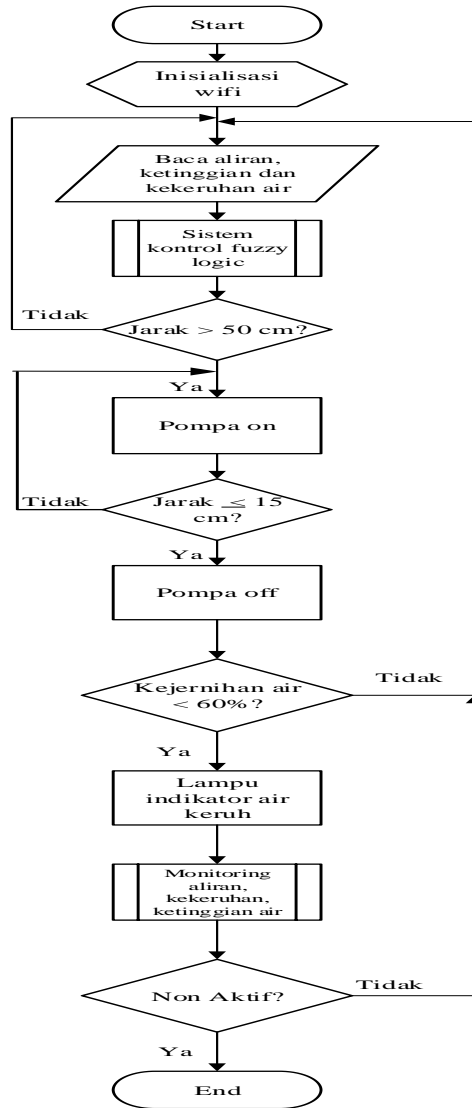 Start
Inisialisasi
wifi
Baca aliran,
ketinggian dan
kekeruhan air
Sistem
kontrol fuzzy
logic
Tidak
Jarak > 50 cm?
Ya
Pompa on
Tidak
Jarak ≤ 15
cm?
Ya
Pompa off
Kejernihan air
< 60%?
Tidak
Ya
Lampu
indikator air
keruh
Monitoring
aliran,
kekeruhan,
ketinggian air
Non Aktif?
Tidak
Ya
End